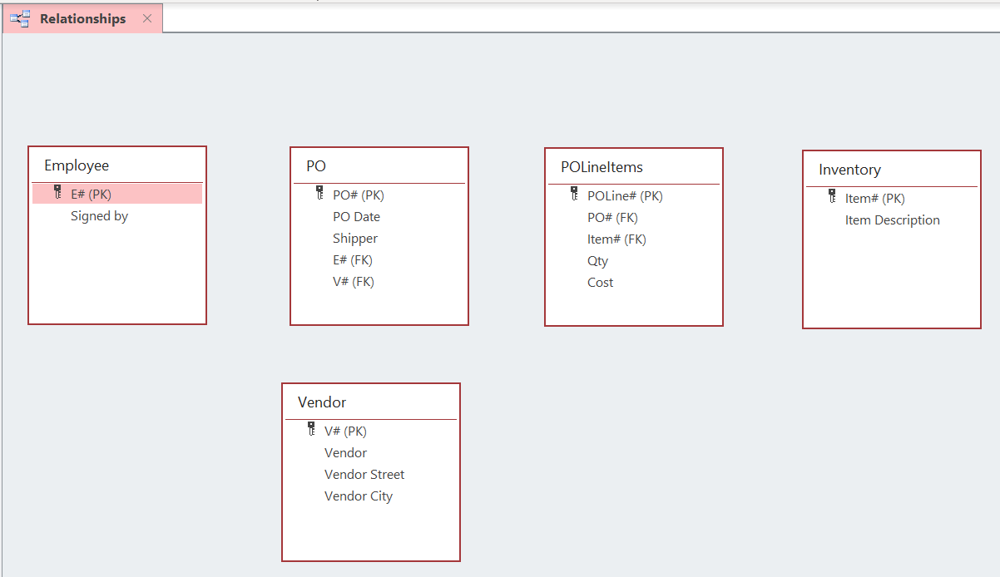 Relationships
Employee
E# (PK)
Signed by
PO
PO# (PK)
PO Date
Shipper
E# (FK)
V# (FK)
POLineItems
POLine# (PK)
PO# (FK)
Item# (FK)
Qty
Cost
Inventory
Item# (PK)
Item Description
Vendor
V# (PK)
Vendor
Vendor Street
Vendor City